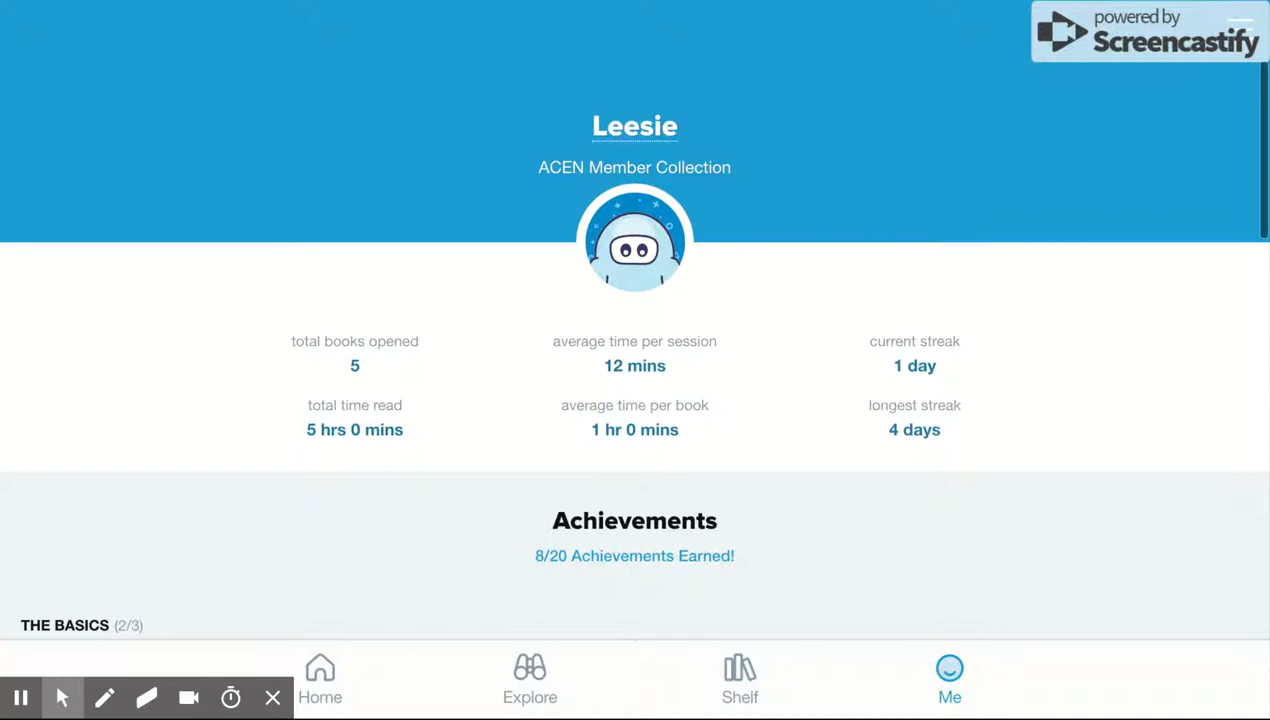 powered by
Screencastify
Leesie
ACEN Member Collection
total books opened
5
average time per session
12 mins
current streak
1 day
total time read
5 hrs 0 mins
average time per book
1 hr 0 mins
longest streak
4 days
Achievements
8/20 Achievements Earned!
THE BASICS (2/3)
Home
Explore
Shelf
Me